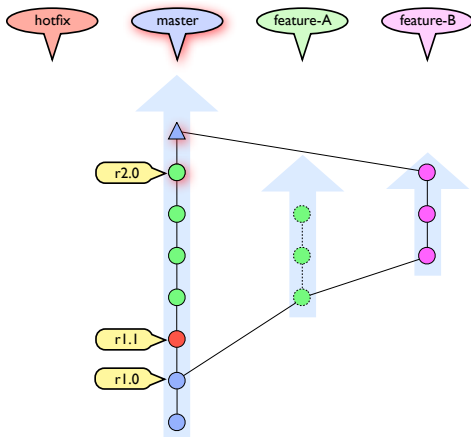 hotfix
master
feature-A
feature-B
r2.0
r1.1
r1.0